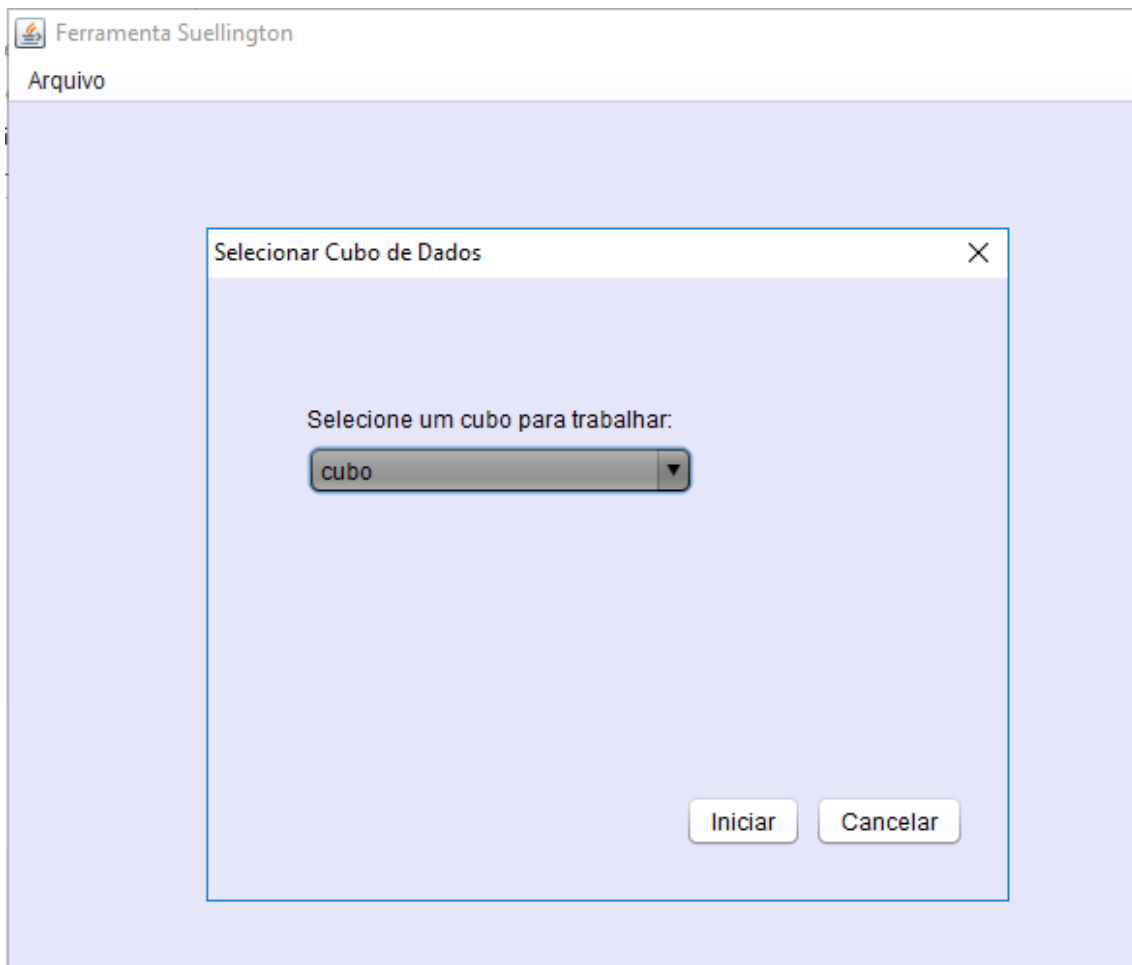 Ferramenta Suellington
Arquivo
Selecionar Cubo de Dados
Selecione um cubo para trabalhar:
cubo
Iniciar Cancelar